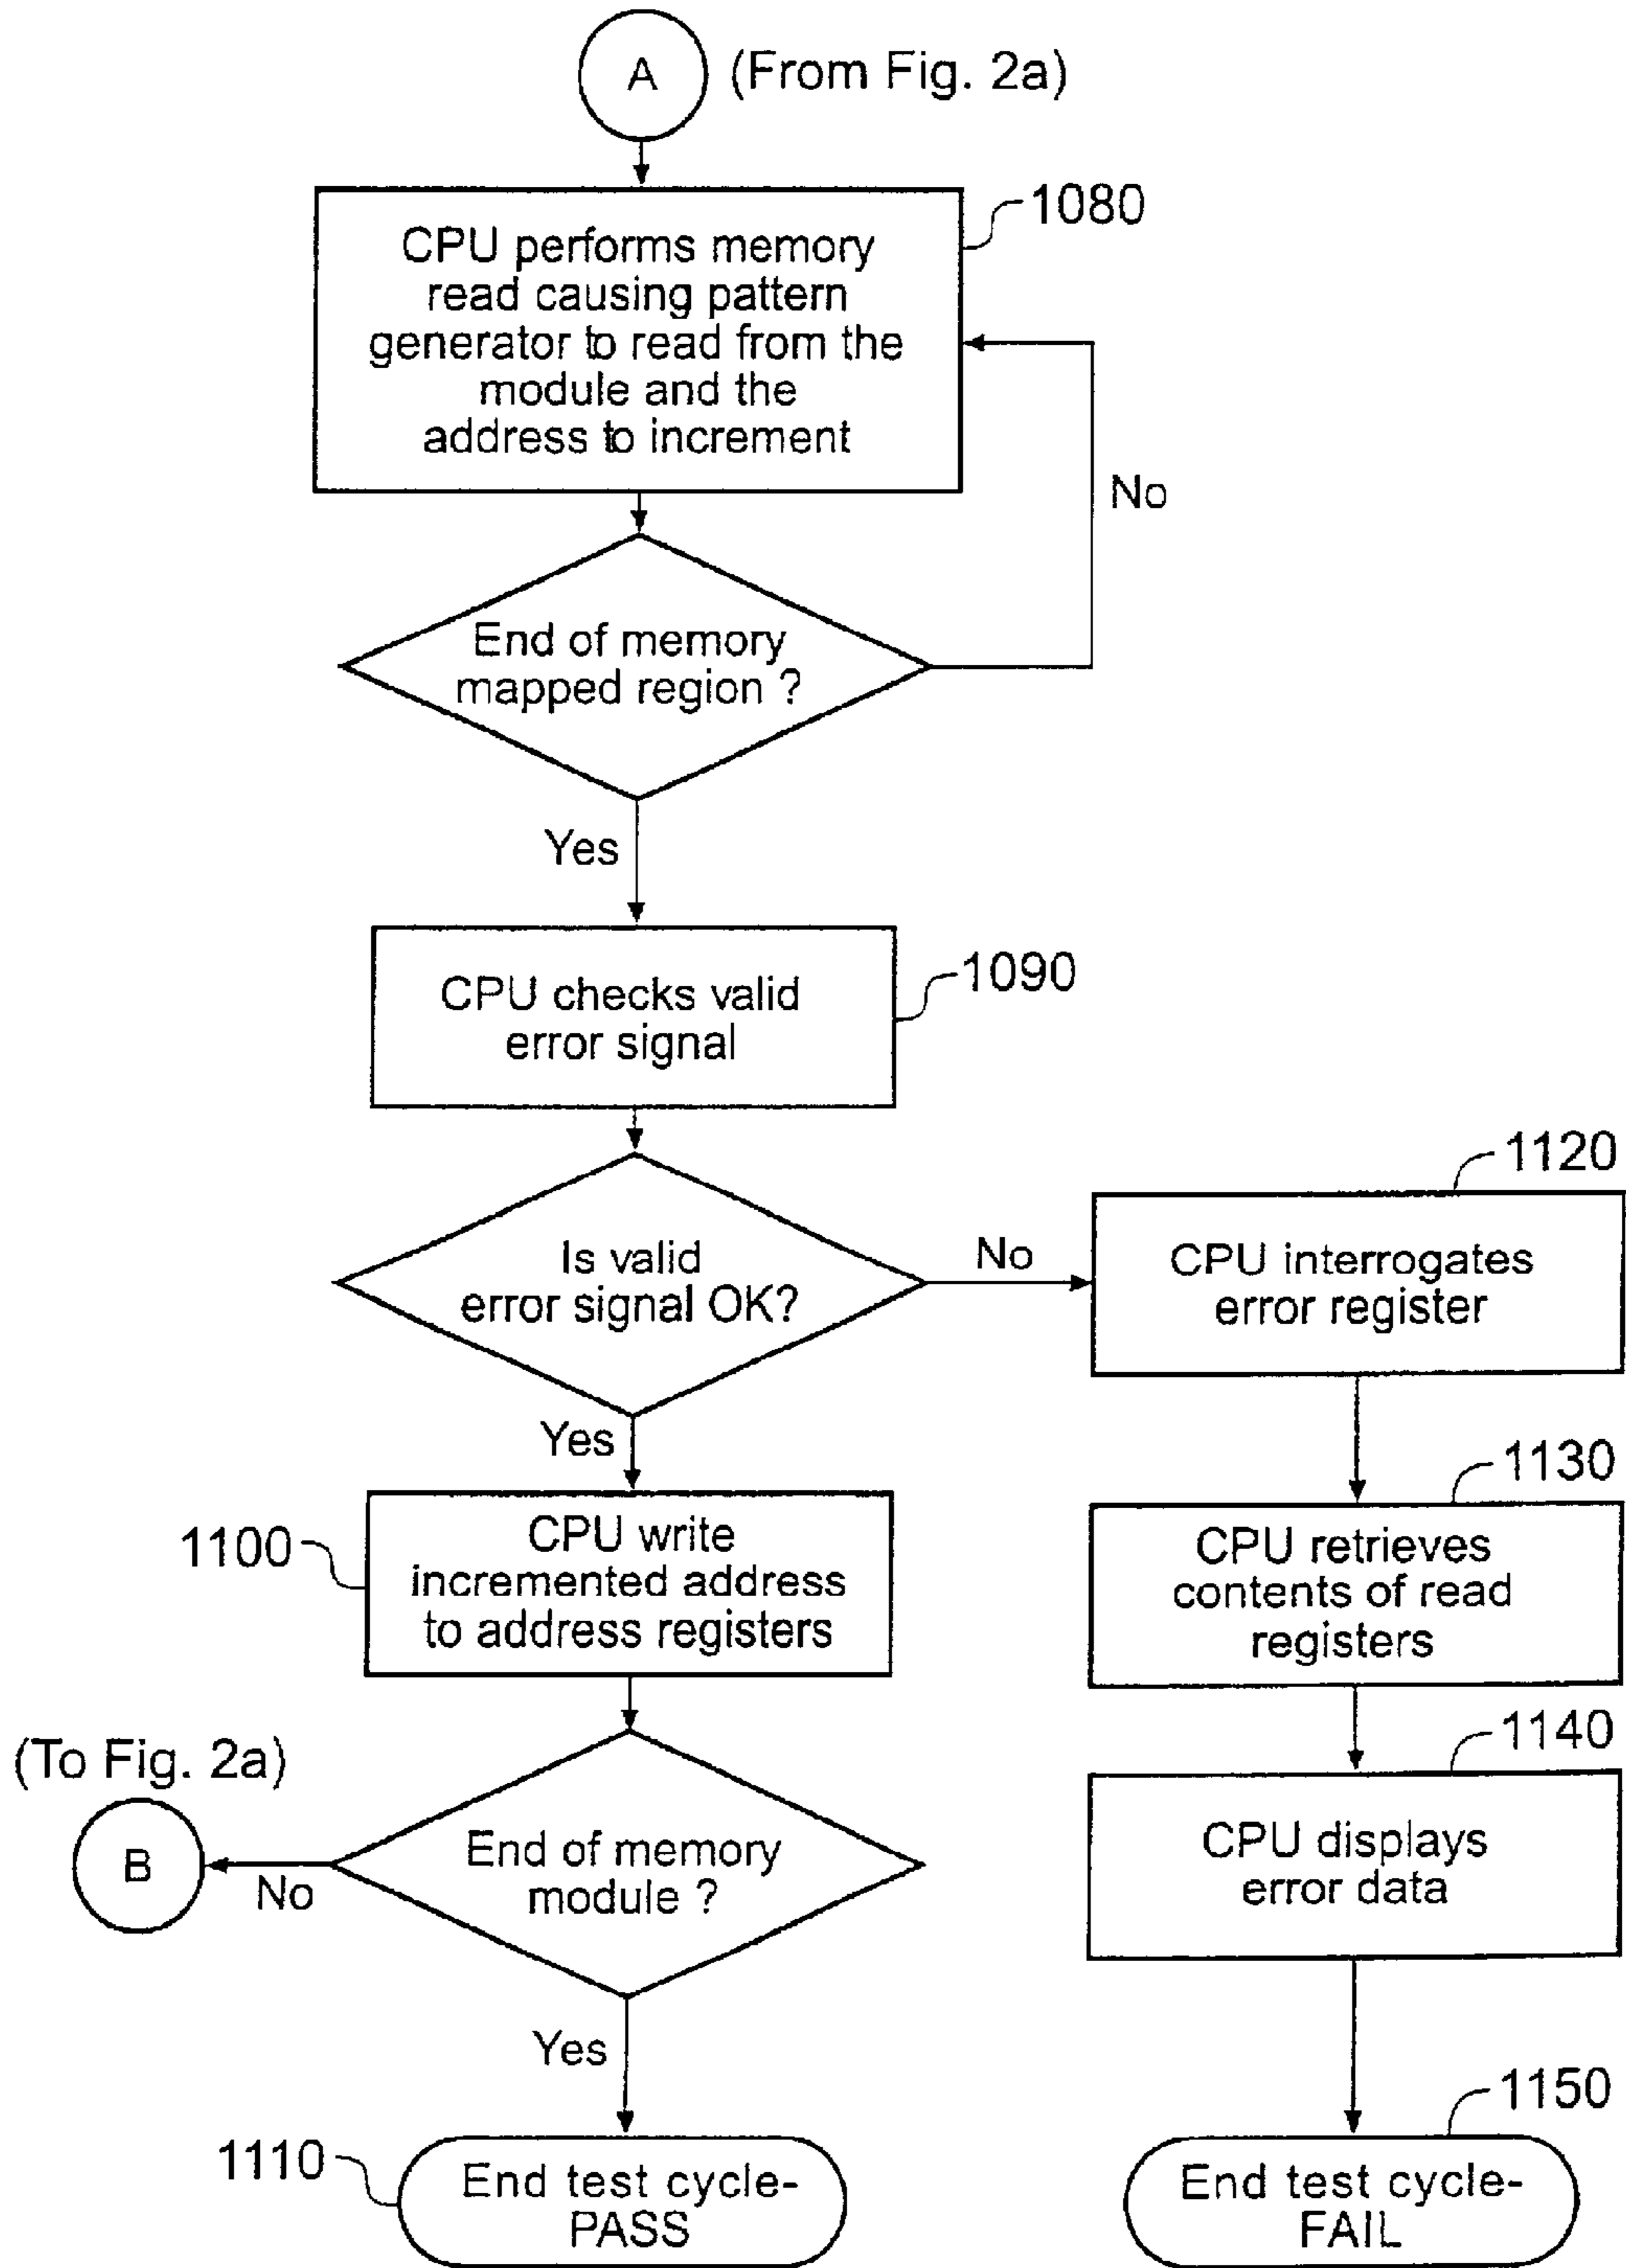 A
(From Fig. 2a)
1080
CPU performs memory
read causing pattern
generator to read from the
module and the
address to increment
No
End of memory
mapped region ?
Yes
1090
CPU checks valid
error signal
1120
Is valid
error signal OK?
No
CPU interrogates
error register
Yes
1130
1100
CPU write
incremented address
to address registers
CPU retrieves
contents of read
registers
1140
(To Fig. 2a)
B
No
End of memory
module ?
CPU displays
error data
Yes
1150
1110
End test cycle-
PASS
End test cycle-
FAIL